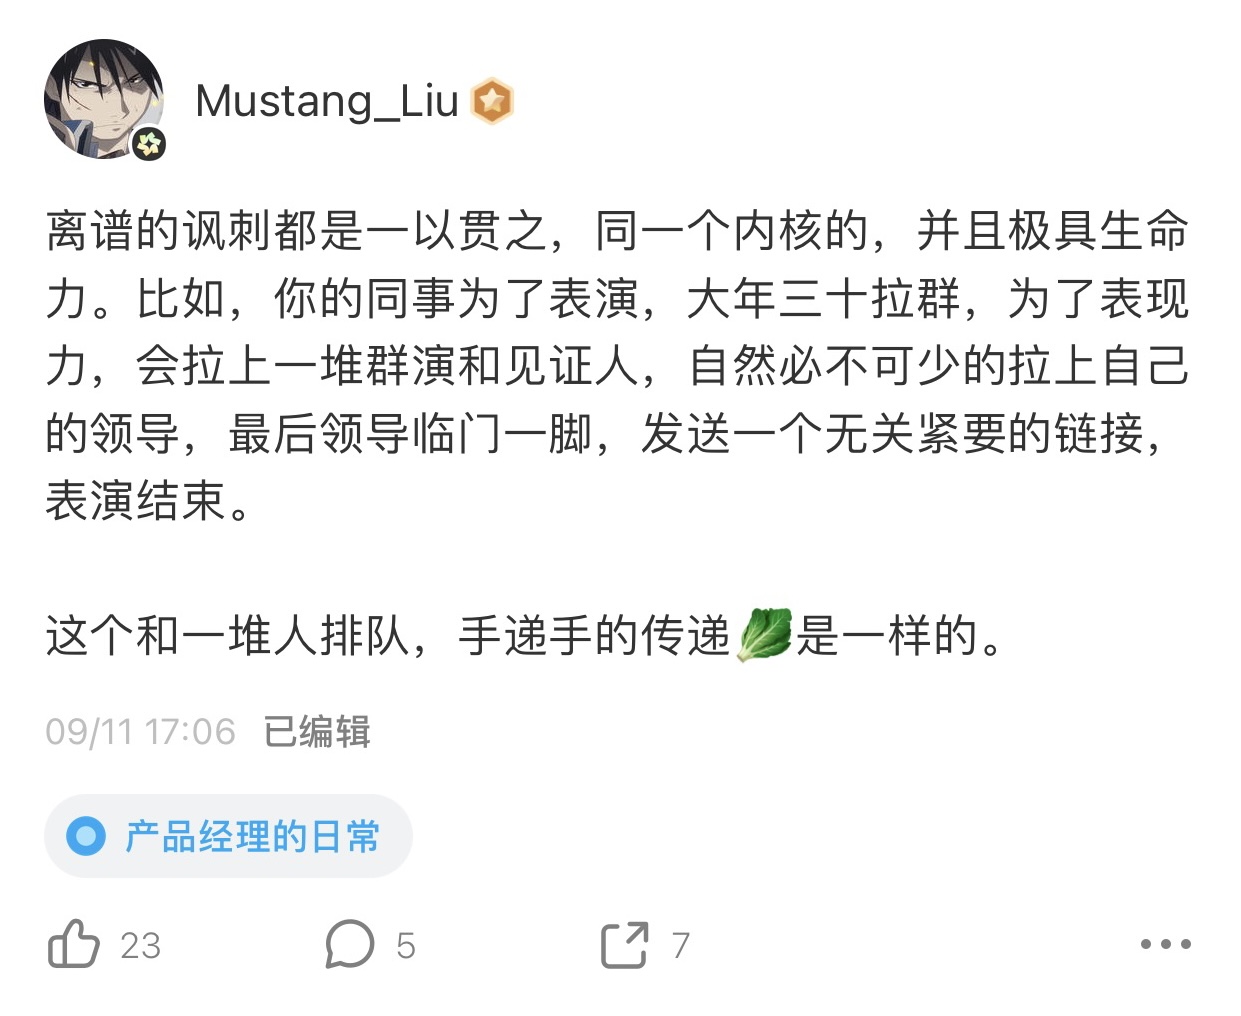 Mustang_Liu
离谱的讽刺都是一以贯之，同一个内核的，并且极具生命
力。比如，你的同事为了表演，大年三十拉群，为了表现
力，会拉上一堆群演和见证人，自然必不可少的拉上自己
的领导，最后领导临门一脚，发送一个无关紧要的链接，
表演结束。
这个和一堆人排队，手递手的传递🥬是一样的。
09/11 17:06 已编辑
产品经理的日常
23 5 7